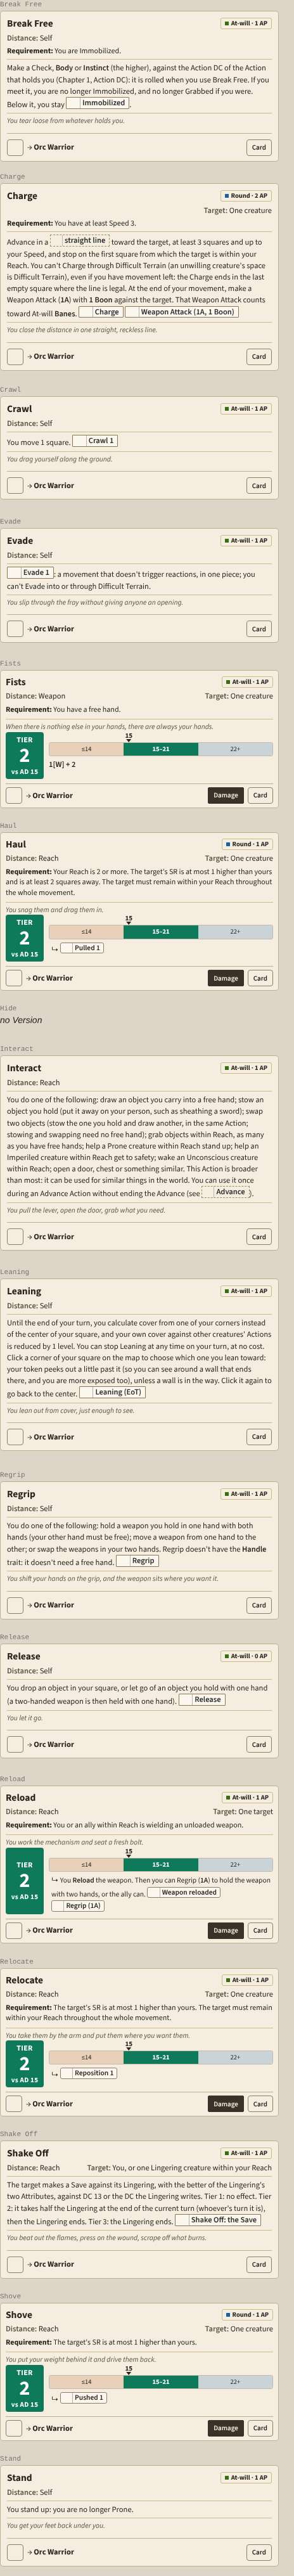 Break Free
Break Free
At-will · 1 AP
Distance: Self
Requirement: You are Immobilized.
Make a Check, Body or Instinct (the higher), against the Action DC of the Action
that holds you (Chapter 1, Action DC): it is rolled when you use Break Free. If you
meet it, you are no longer Immobilized, and no longer Grabbed if you were.
Below it, you stay Immobilized.
You tear loose from whatever holds you.
→ Orc Warrior
Card
Charge
Charge
Round · 2 AP
Target: One creature
Requirement: You have at least Speed 3.
Advance in a straight line toward the target, at least 3 squares and up to
your Speed, and stop on the first square from which the target is within your
Reach. You can't Charge through Difficult Terrain (an unwilling creature's space
is Difficult Terrain), even if you have movement left: the Charge ends in the last
empty square where the line is legal. At the end of your movement, make a
Weapon Attack (1A) with 1 Boon against the target. That Weapon Attack counts
toward At-will Banes. Charge Weapon Attack (1A, 1 Boon)
You close the distance in one straight, reckless line.
→ Orc Warrior
Card
Crawl
Crawl
At-will · 1 AP
Distance: Self
You move 1 square. Crawl 1
You drag yourself along the ground.
→ Orc Warrior
Card
Evade
Evade
At-will · 1 AP
Distance: Self
Evade 1: a movement that doesn't trigger reactions, in one piece; you
can't Evade into or through Difficult Terrain.
You slip through the fray without giving anyone an opening.
→ Orc Warrior
Card
Fists
Fists
At-will · 1 AP
Distance: Weapon
Target: One creature
Requirement: You have a free hand.
When there is nothing else in your hands, there are always your hands.
TIER
2
vs AD 15
15
≤14
15–21
22+
1[W] + 2
→ Orc Warrior
Damage
Card
Haul
Haul
Round · 1 AP
Distance: Reach
Target: One creature
Requirement: Your Reach is 2 or more. The target's SR is at most 1 higher than yours
and is at least 2 squares away. The target must remain within your Reach throughout
the whole movement.
You snag them and drag them in.
TIER
2
vs AD 15
15
≤14
15–21
22+
↳ Pulled 1
→ Orc Warrior
Damage
Card
Hide
no Version
Interact
Interact
At-will · 1 AP
Distance: Reach
You do one of the following: draw an object you carry into a free hand; stow an
object you hold (put it away on your person, such as sheathing a sword); swap
two objects (stow the one you hold and draw another, in the same Action;
stowing and swapping need no free hand); grab objects within Reach, as many
as you have free hands; help a Prone creature within Reach stand up; help an
Imperiled creature within Reach get to safety; wake an Unconscious creature
within Reach; open a door, chest or something similar. This Action is broader
than most: it can be used for similar things in the world. You can use it once
during an Advance Action without ending the Advance (see Advance ).
You pull the lever, open the door, grab what you need.
→ Orc Warrior
Card
Leaning
Leaning
At-will · 1 AP
Distance: Self
Until the end of your turn, you calculate cover from one of your corners instead
of the center of your square, and your own cover against other creatures' Actions
is reduced by 1 level. You can stop Leaning at any time on your turn, at no cost.
Click a corner of your square on the map to choose which one you lean toward:
your token peeks out a little past it (so you can see around a wall that ends
there, and you are more exposed too), unless a wall is in the way. Click it again to
go back to the center. Leaning (EoT)
You lean out from cover, just enough to see.
→ Orc Warrior
Card
Regrip
Regrip
At-will · 1 AP
Distance: Self
You do one of the following: hold a weapon you hold in one hand with both
hands (your other hand must be free); move a weapon from one hand to the
other; or swap the weapons in your two hands. Regrip doesn't have the Handle
trait: it doesn't need a free hand. Regrip
You shift your hands on the grip, and the weapon sits where you want it.
→ Orc Warrior
Card
Release
Release
At-will · 0 AP
Distance: Self
You drop an object in your square, or let go of an object you hold with one hand
(a two-handed weapon is then held with one hand). Release
You let it go.
→ Orc Warrior
Card
Reload
Reload
At-will · 1 AP
Distance: Reach
Target: One target
Requirement: You or an ally within Reach is wielding an unloaded weapon.
You work the mechanism and seat a fresh bolt.
TIER
2
vs AD 15
15
≤14
15–21
22+
↳ You Reload the weapon. Then you can Regrip (1A) to hold the weapon
with two hands, or the ally can. Weapon reloaded
Regrip (1A)
→ Orc Warrior
Damage
Card
Relocate
Relocate
At-will · 1 AP
Distance: Reach
Target: One creature
Requirement: The target's SR is at most 1 higher than yours. The target must remain
within your Reach throughout the whole movement.
You take them by the arm and put them where you want them.
TIER
2
vs AD 15
15
≤14
15–21
22+
↳ Reposition 1
→ Orc Warrior
Damage
Card
Shake Off
Shake Off
At-will · 1 AP
Distance: Reach
Target: You, or one Lingering creature within your Reach
The target makes a Save against its Lingering, with the better of the Lingering's
two Attributes, against DC 13 or the DC the Lingering writes. Tier 1: no effect. Tier
2: it takes half the Lingering at the end of the current turn (whoever's turn it is),
then the Lingering ends. Tier 3: the Lingering ends. Shake Off: the Save
You beat out the flames, press on the wound, scrape off what burns.
→ Orc Warrior
Card
Shove
Shove
Round · 1 AP
Distance: Reach
Target: One creature
Requirement: The target's SR is at most 1 higher than yours.
You put your weight behind it and drive them back.
TIER
2
vs AD 15
15
≤14
15–21
22+
↳ Pushed 1
→ Orc Warrior
Damage
Card
Stand
Stand
At-will · 1 AP
Distance: Self
You stand up: you are no longer Prone.
You get your feet back under you.
→ Orc Warrior
Card